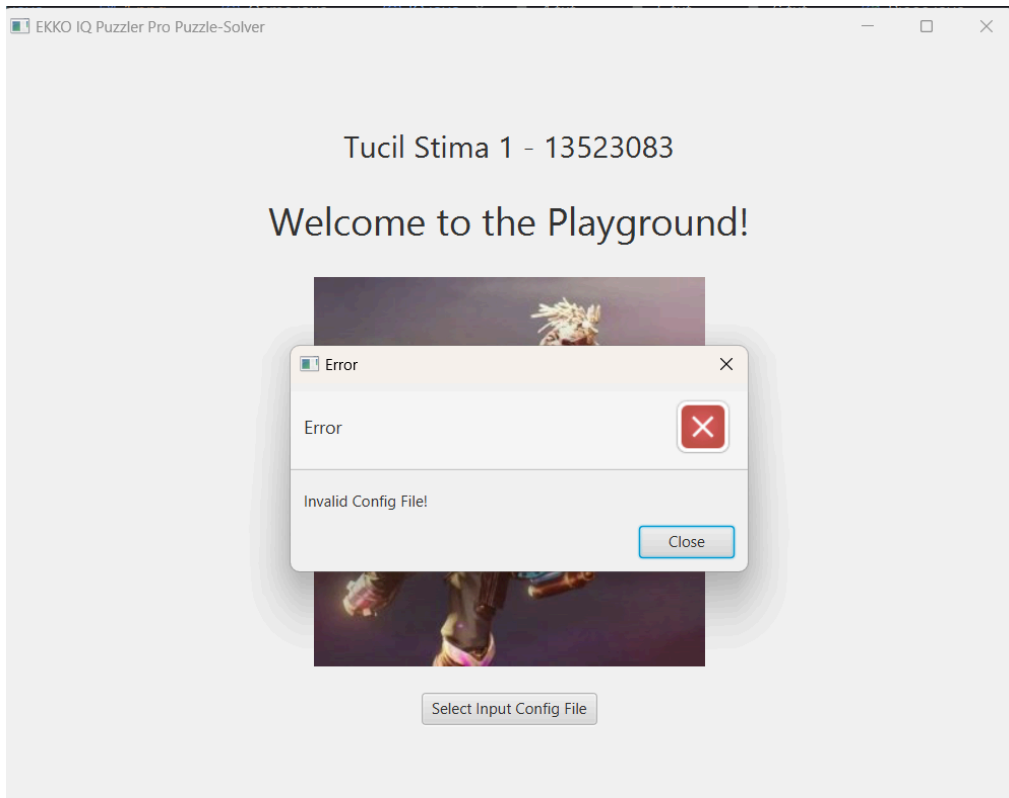 EKKO IQ Puzzler Pro Puzzle-Solver
Tucil Stima 1 - 13523083
Welcome to the Playground!
Error
Error
Invalid Config File!
Close
Select Input Config File